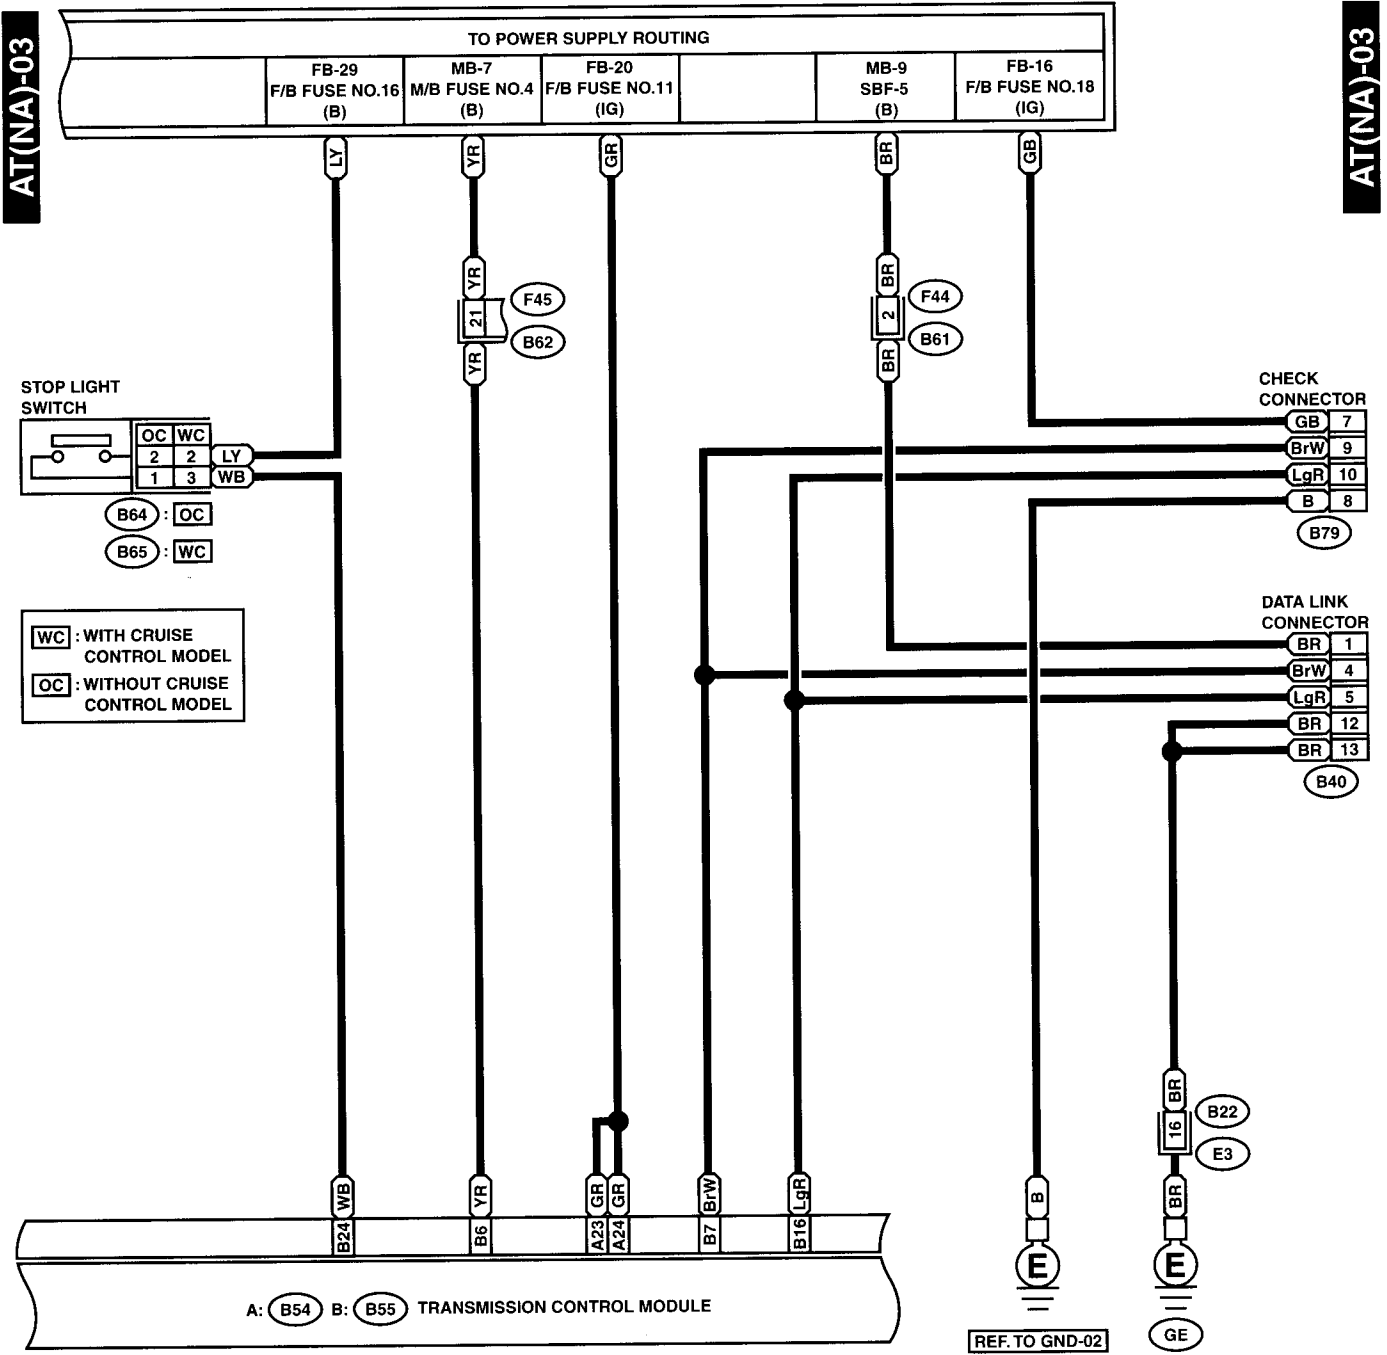 AT(NA)-03
AT(NA)-03
TO POWER SUPPLY ROUTING
FB-29
F/B FUSE NO.16
(B)
MB-7
M/B FUSE NO.4
(B)
FB-20
F/B FUSE NO.11
(IG)
MB-9
SBF-5
(B)
FB-16
F/B FUSE NO.18
(IG)
LY
YR
GR
BR
GB
YR
21
YR
F45
B62
BR
2
BR
F44
B61
STOP LIGHT
SWITCH
OC WC
2 2 LY
1 3 WB
B64 : OC
B65 : WC
WC : WITH CRUISE
CONTROL MODEL
OC : WITHOUT CRUISE
CONTROL MODEL
CHECK
CONNECTOR
GB 7
BrW 9
LgR 10
B 8
B79
DATA LINK
CONNECTOR
BR 1
BrW 4
LgR 5
BR 12
BR 13
B40
BR
16
BR
B22
E3
WB
YR
GR
GR
BrW
LgR
B
B24
B6
A23
A24
B7
B16
E
E
A: B54 B: B55 TRANSMISSION CONTROL MODULE
REF. TO GND-02
GE